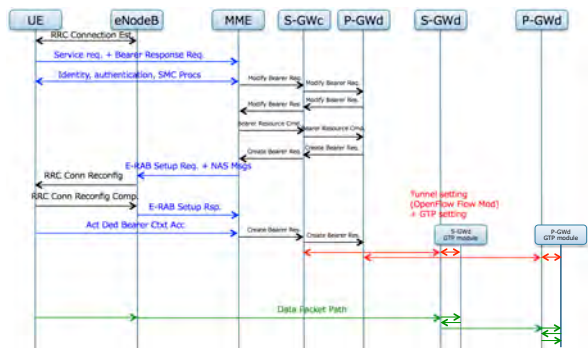 UE eNodeB MME S-GWc P-GWd S-GWd P-GWd
RRC Connection Est.
Service req. + Bearer Response Req.
Identity, authentication, SMC Procs
Modify Bearer Req.
Modify Bearer Req.
Modify Bearer Res.
Modify Bearer Res.
Bearer Resource Cmd.
Bearer Resource Cmd.
Create Bearer Req.
Create Bearer Req.
E-RAB Setup Req. + NAS Msgs
RRC Conn Reconfig
RRC Conn Reconfig Comp.
E-RAB Setup Rsp.
Act Ded Bearer Ctxt Acc
Create Bearer Req.
Create Bearer Req.
Tunnel setting
(OpenFlow Flow Mod)
+ GTP setting
S-GWd
GTP module
P-GWd
GTP module
Data Packet Path